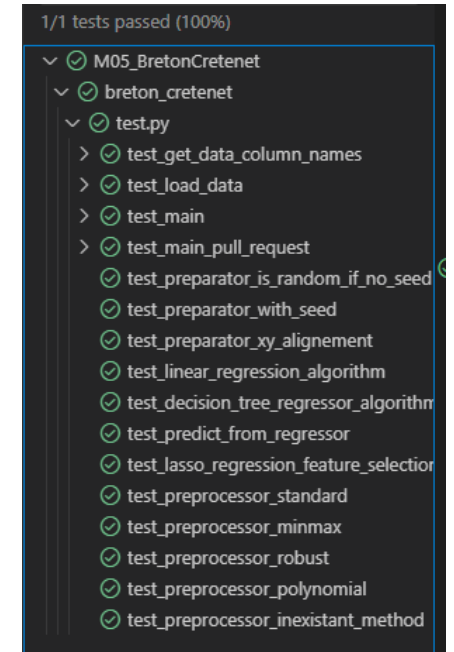 1/1 tests passed (100%)
M05_BretonCretenet
breton_cretenet
test.py
test_get_data_column_names
test_load_data
test_main
test_main_pull_request
test_preparator_is_random_if_no_seed
test_preparator_with_seed
test_preparator_xy_alignement
test_linear_regression_algorithm
test_decision_tree_regressor_algorithm
test_predict_from_regressor
test_lasso_regression_feature_selection
test_preprocessor_standard
test_preprocessor_minmax
test_preprocessor_robust
test_preprocessor_polynomial
test_preprocessor_inexistant_method